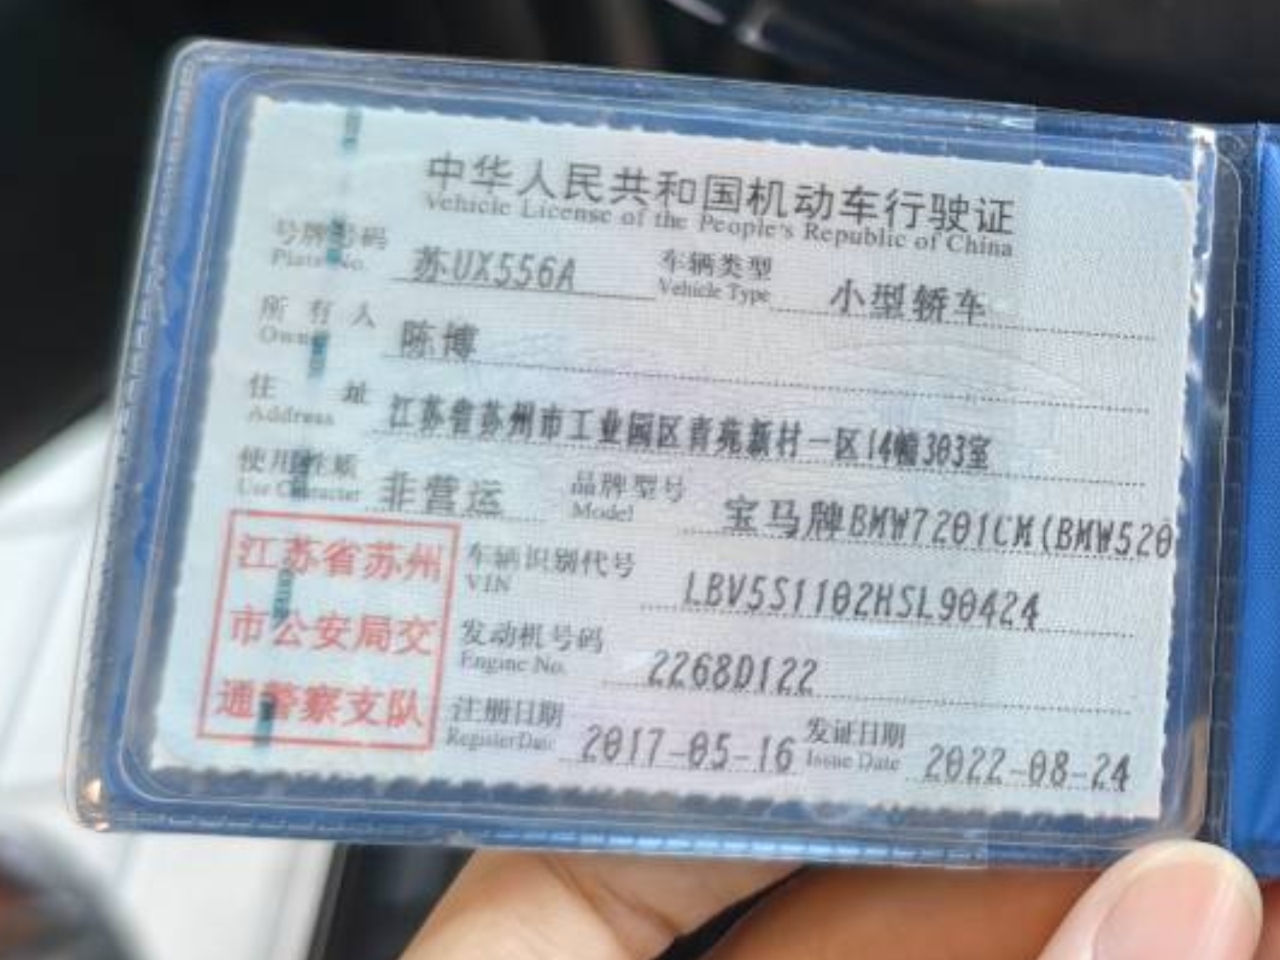 中华人民共和国机动车行驶证
Vehicle License of the People's Republic of China
号牌号码 苏UX556A 车辆类型 小型轿车
Plate No. Vehicle Type
所有人 陈博
Owner
住址 江苏省苏州市工业园区青苑新村一区14幢303室
Address
使用性质 非营运 品牌型号 宝马牌BMW7201CM(BMW520
Use Character Model
江苏省苏州
市公安局交
通警察支队
车辆识别代号 LBV5S1102HSL90424
VIN
发动机号码 2268D122
Engine No.
注册日期 2017-05-16 发证日期 2022-08-24
Register Date Issue Date